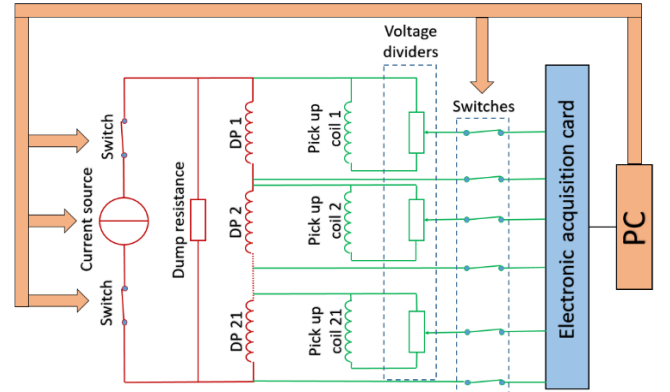 Voltage
dividers
Switches
Switch
Current source
Switch
Dump resistance
DP 1
DP 2
DP 21
Pick up
coil 1
Pick up
coil 2
Pick up
coil 21
Electronic acquisition card
PC